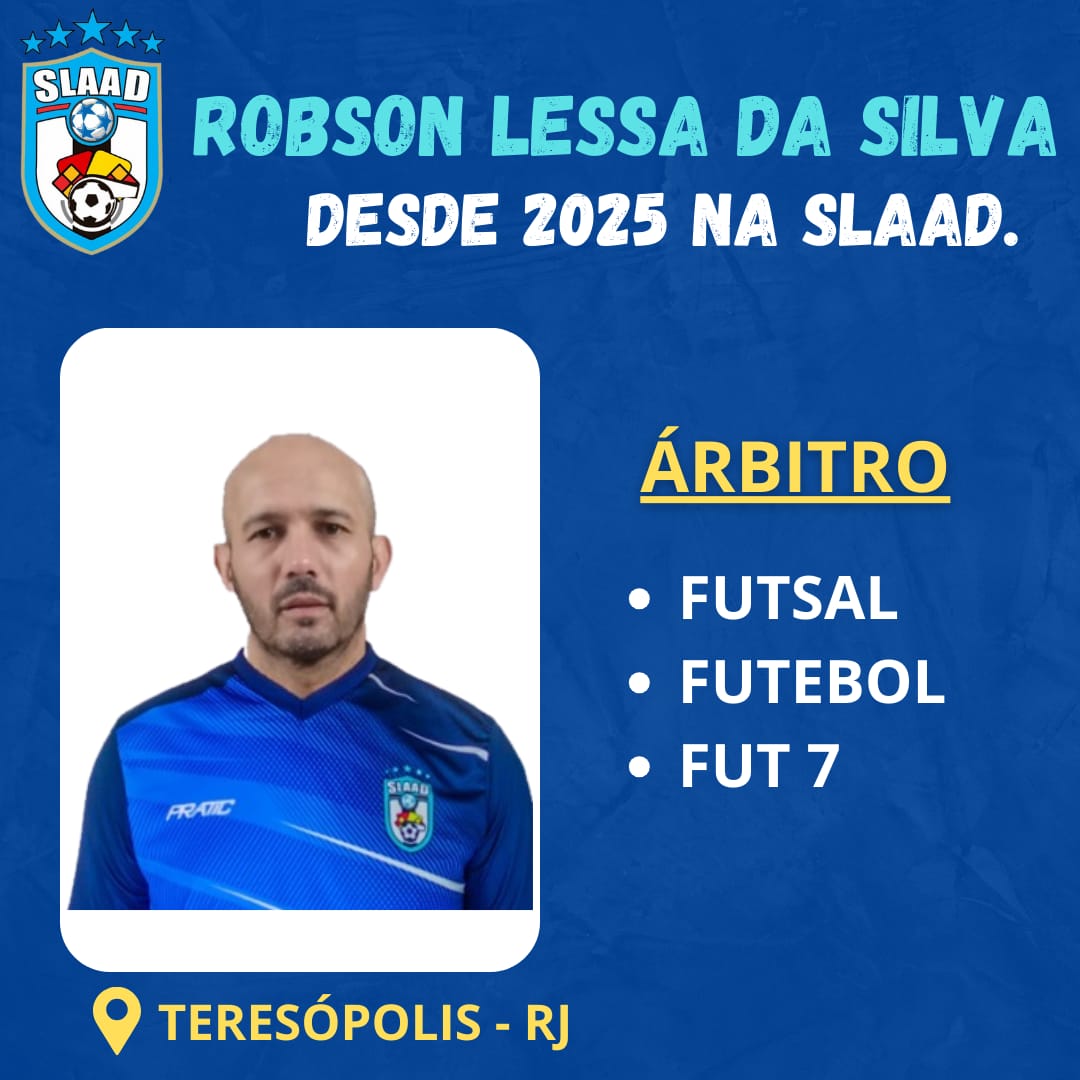 SLAAD
ROBSON LESSA DA SILVA
DESDE 2025 NA SLAAD.
ÁRBITRO
• FUTSAL
• FUTEBOL
• FUT 7
PRATIC
SLAAD
TERESÓPOLIS - RJ